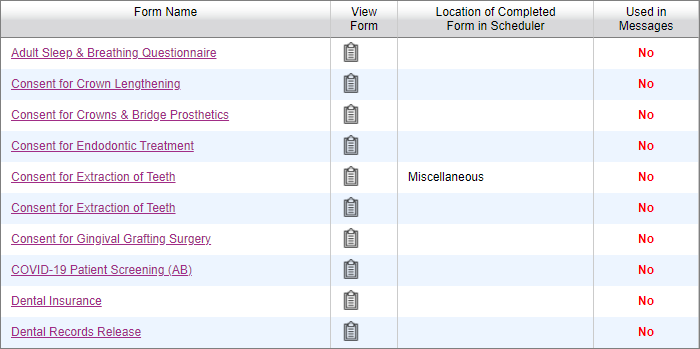 Form Name View Form Location of Completed Form in Scheduler Used in Messages
Adult Sleep & Breathing Questionnaire No
Consent for Crown Lengthening No
Consent for Crowns & Bridge Prosthetics No
Consent for Endodontic Treatment No
Consent for Extraction of Teeth Miscellaneous No
Consent for Extraction of Teeth No
Consent for Gingival Grafting Surgery No
COVID-19 Patient Screening (AB) No
Dental Insurance No
Dental Records Release No